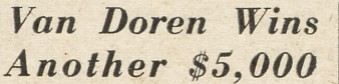 Van Doren Wins
Another $5,000